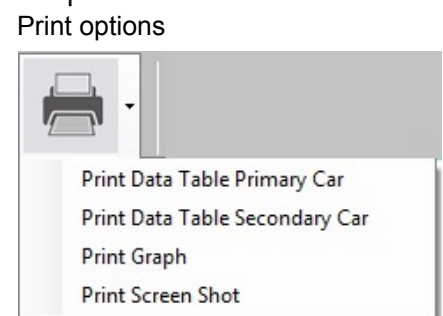 Print options
Print Data Table Primary Car
Print Data Table Secondary Car
Print Graph
Print Screen Shot